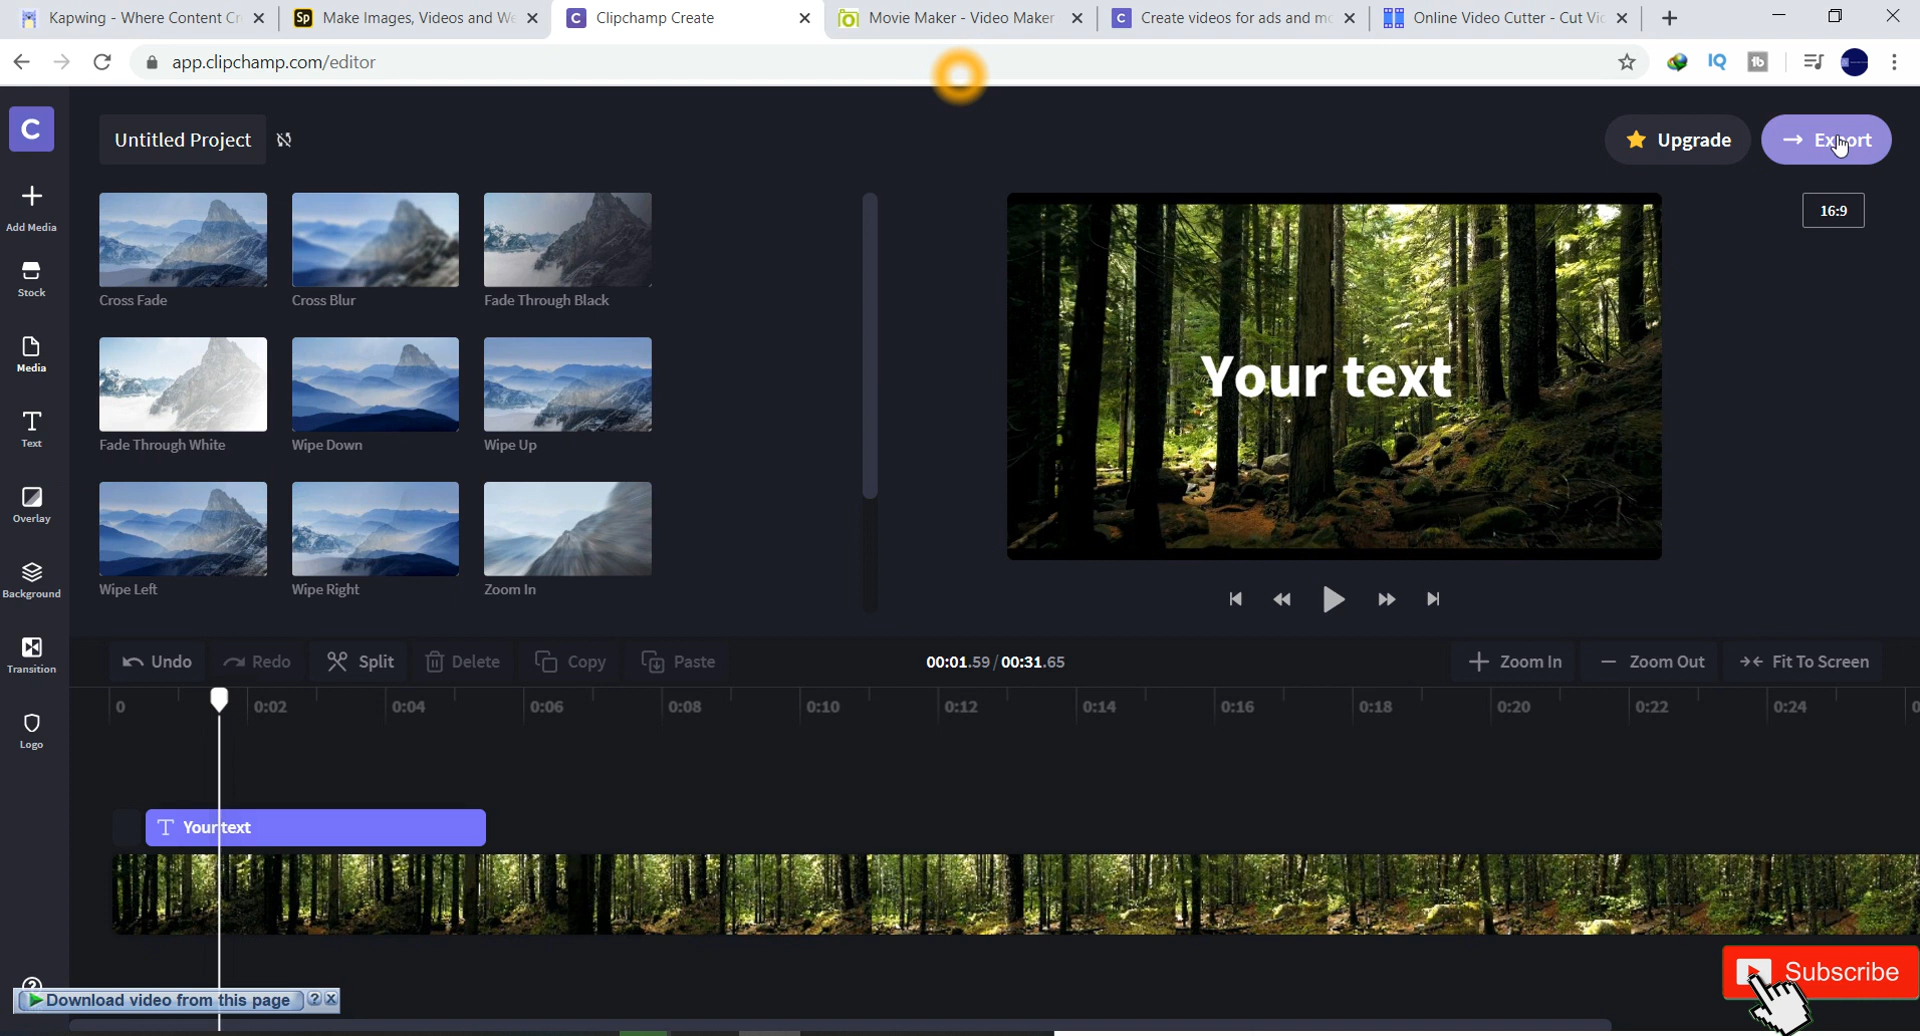 Kapwing - Where Content Cr
Sp Make Images, Videos and We
C Clipchamp Create
Movie Maker - Video Maker
C Create videos for ads and mo
Online Video Cutter - Cut Vid
app.clipchamp.com/editor
IQ
tb
C
Untitled Project
Upgrade
Export
16:9
Add Media
Stock
Media
Text
Overlay
Background
Transition
Logo
Cross Fade
Cross Blur
Fade Through Black
Fade Through White
Wipe Down
Wipe Up
Wipe Left
Wipe Right
Zoom In
Your text
Undo
Redo
Split
Delete
Copy
Paste
00:01.59 / 00:31.65
Zoom In
Zoom Out
Fit To Screen
0 0:02 0:04 0:06 0:08 0:10 0:12 0:14 0:16 0:18 0:20 0:22 0:24
T Your text
Download video from this page ? X
Subscribe